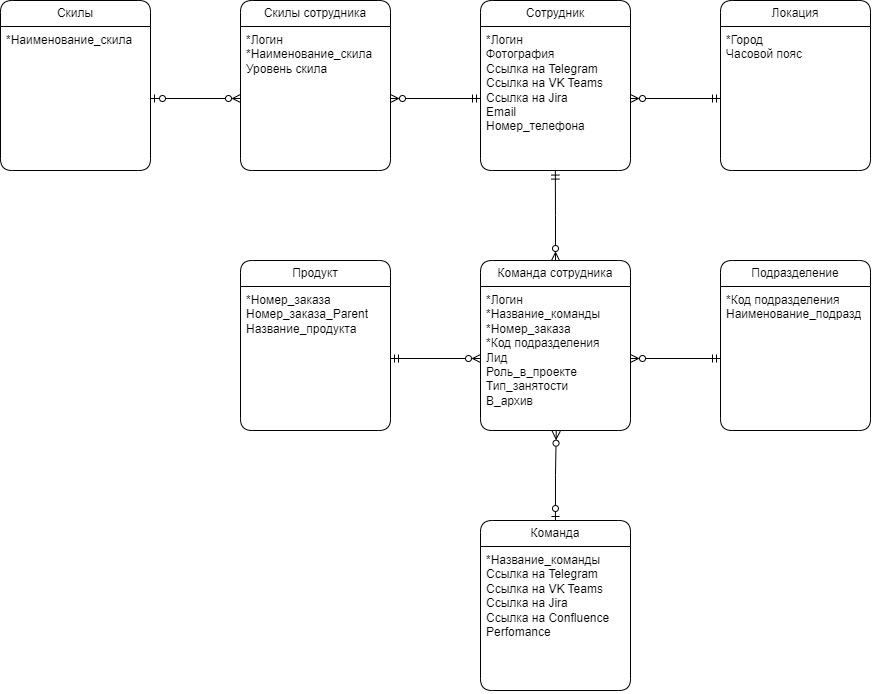 Скилы
*Наименование_скила
Скилы сотрудника
*Логин
*Наименование_скила
Уровень скила
Сотрудник
*Логин
Фотография
Ссылка на Telegram
Ссылка на VK Teams
Ссылка на Jira
Email
Номер_телефона
Локация
*Город
Часовой пояс
Продукт
*Номер_заказа
Номер_заказа_Parent
Название_продукта
Команда сотрудника
*Логин
*Название_команды
*Номер_заказа
*Код подразделения
Лид
Роль_в_проекте
Тип_занятости
В_архив
Подразделение
*Код подразделения
Наименование_подразд
Команда
*Название_команды
Ссылка на Telegram
Ссылка на VK Teams
Ссылка на Jira
Ссылка на Confluence
Perfomance